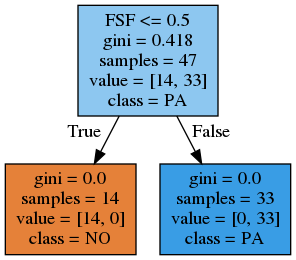 FSF <= 0.5
gini = 0.418
samples = 47
value = [14, 33]
class = PA
True
False
gini = 0.0
samples = 14
value = [14, 0]
class = NO
gini = 0.0
samples = 33
value = [0, 33]
class = PA